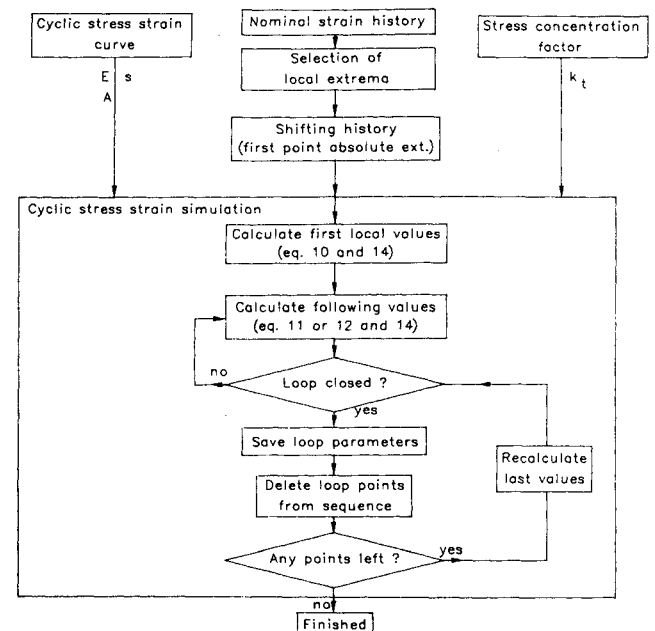 Cyclic stress strain
curve
Nominal strain history
Stress concentration
factor
Selection of
local extrema
E s
A
k t
Shifting history
(first point absolute ext.)
Cyclic stress strain simulation
Calculate first local values
(eq. 10 and 14)
Calculate following values
(eq. 11 or 12 and 14)
no
Loop closed ?
yes
Save loop parameters
Recalculate
last values
Delete loop points
from sequence
Any points left ?
yes
no
Finished